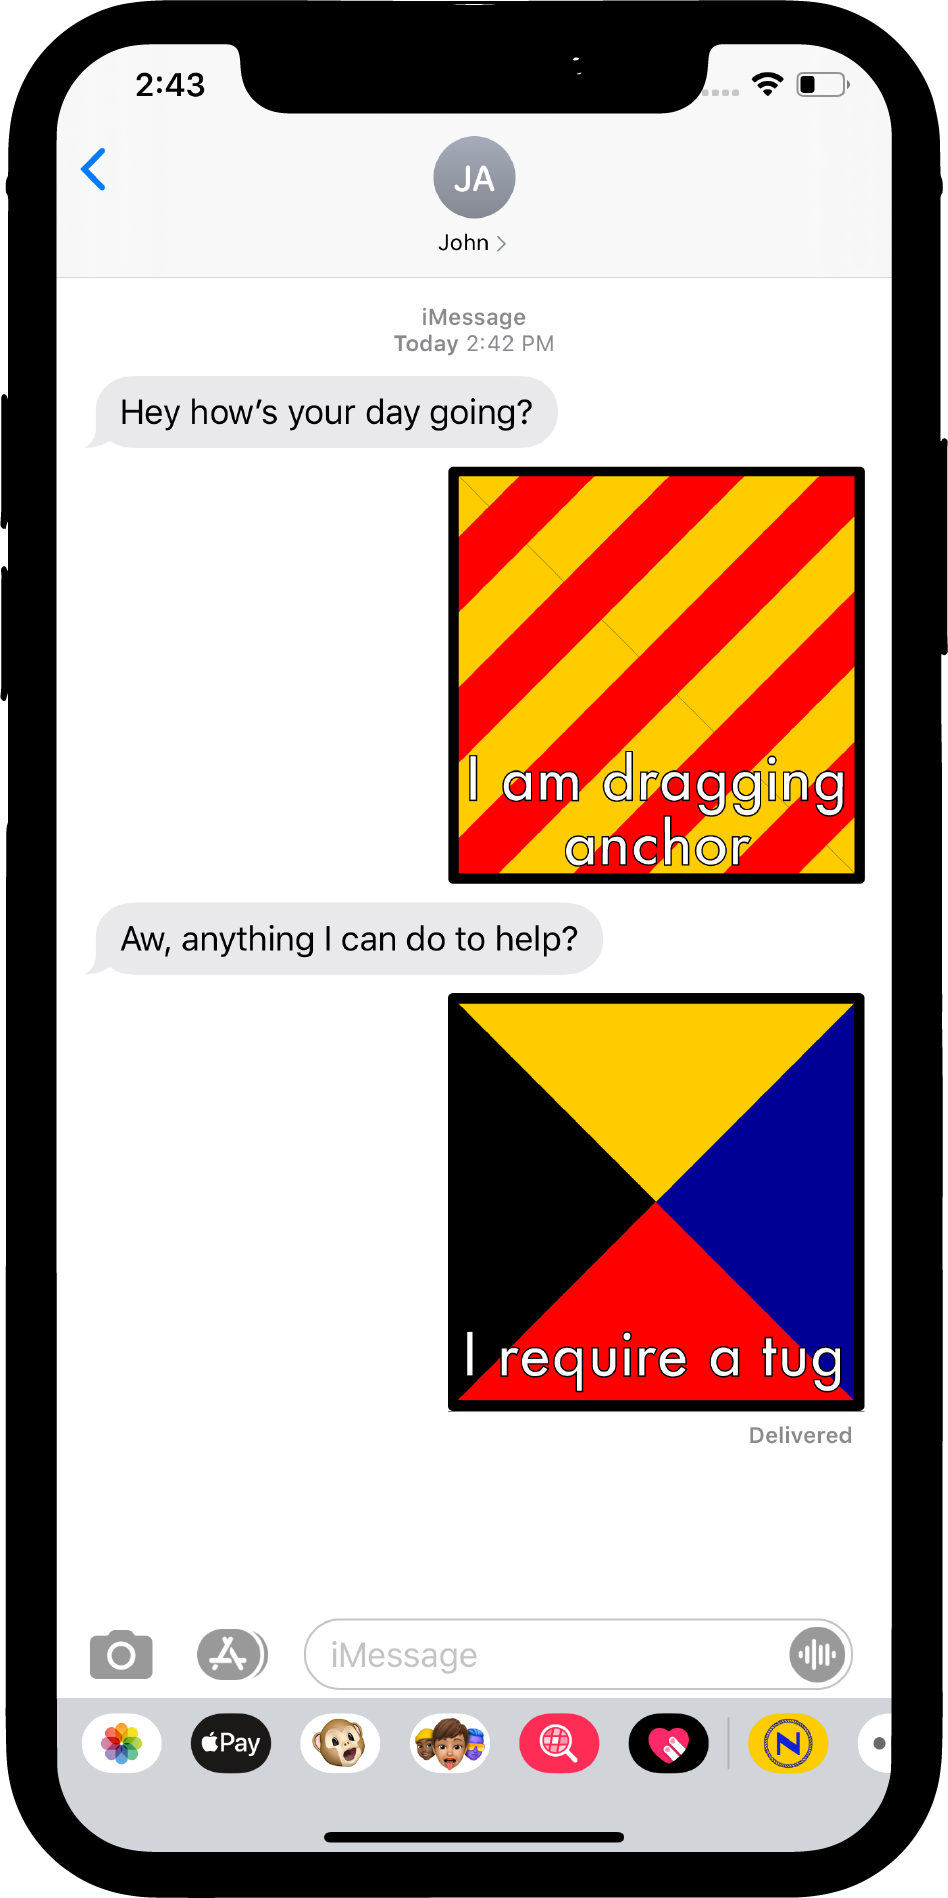 2:43
JA
John
iMessage
Today 2:42 PM
Hey how’s your day going?
I am dragging
anchor
Aw, anything I can do to help?
I require a tug
Delivered
iMessage
Pay
N